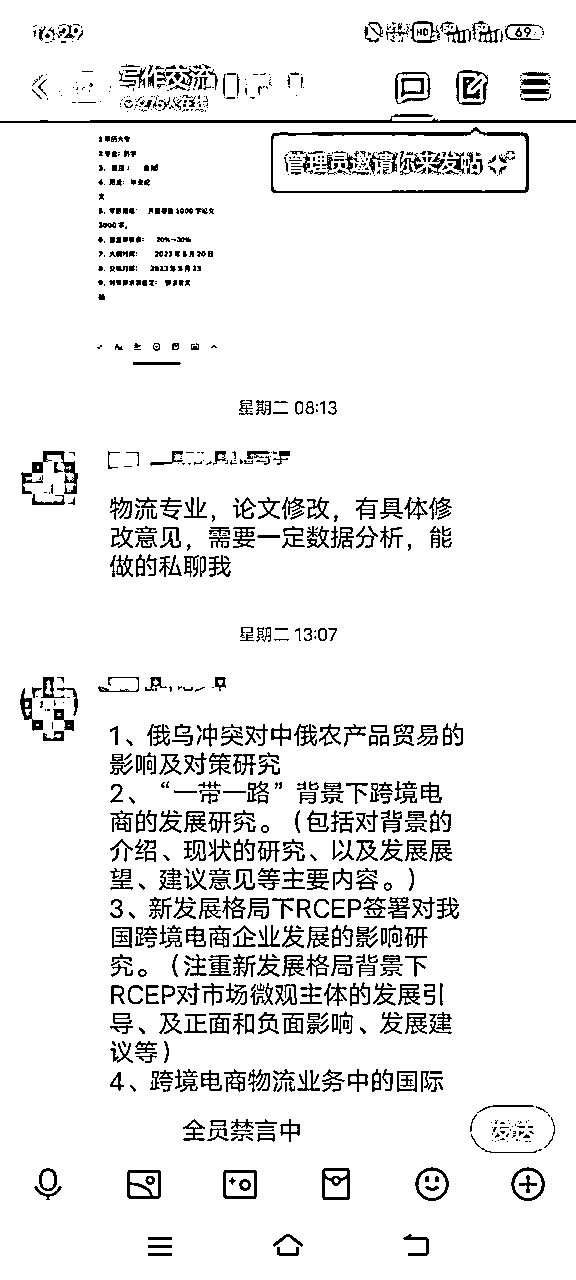 16:29
HD
69
写作交流
管理员邀请你来发帖
文
3000字。
20%-30%
星期二 08:13
物流专业，论文修改，有具体修
改意见，需要一定数据分析，能
做的私聊我
星期二 13:07
1、俄乌冲突对中俄农产品贸易的
影响及对策研究
2、“一带一路”背景下跨境电
商的发展研究。（包括对背景的
介绍、现状的研究、以及发展展
望、建议意见等主要内容。）
3、新发展格局下RCEP签署对我
国跨境电商企业发展的影响研
究。（注重新发展格局背景下
RCEP对市场微观主体的发展引
导、及正面和负面影响、发展建
议等）
4、跨境电商物流业务中的国际
全员禁言中
发送